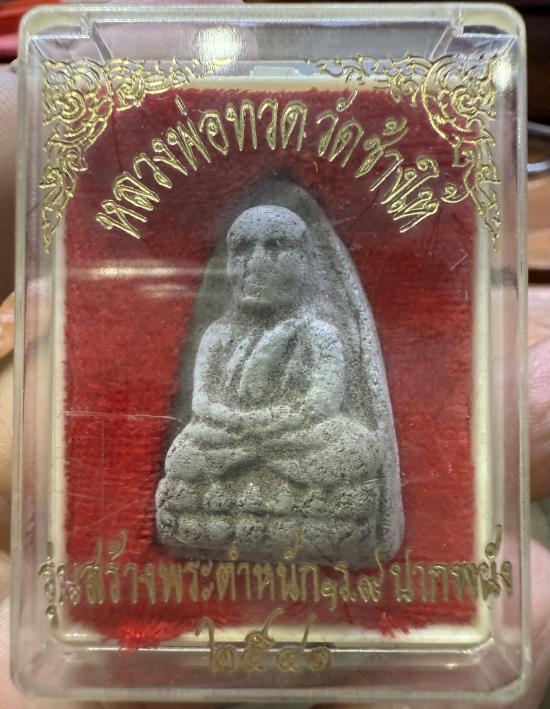 หลวงพ่อทวด วัดช้างให้
รุ่นสร้างพระตำหนัก ร.๙ ปากพนัง
๒๕๔๑